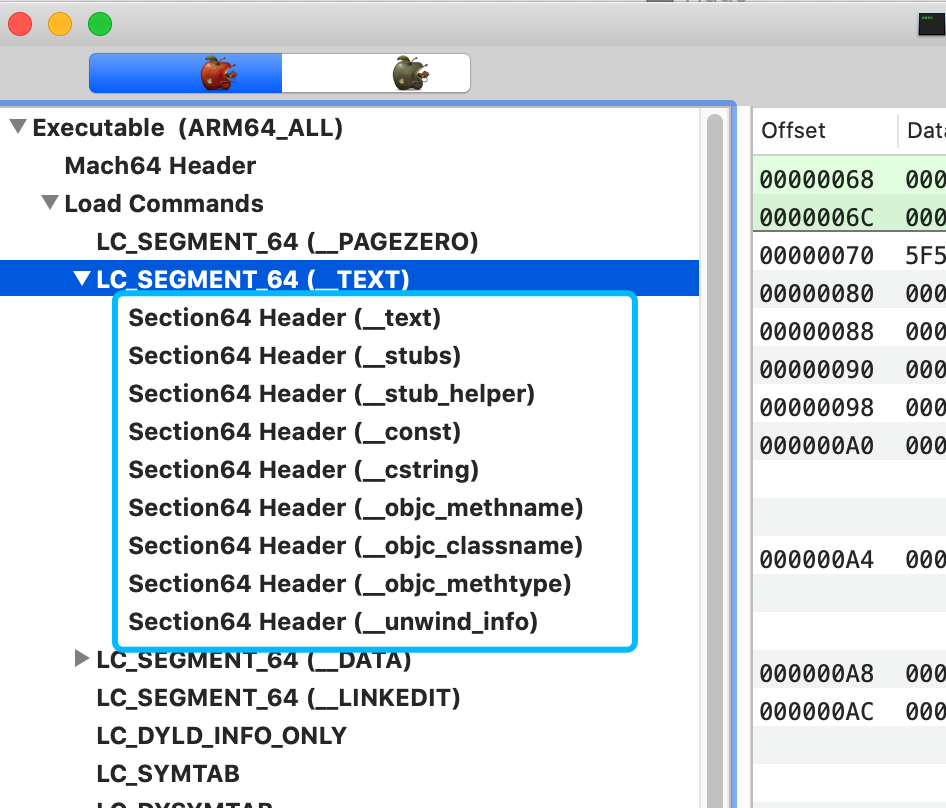 Executable (ARM64_ALL)
Mach64 Header
Load Commands
LC_SEGMENT_64 (__PAGEZERO)
LC_SEGMENT_64 (__TEXT)
Section64 Header (__text)
Section64 Header (__stubs)
Section64 Header (__stub_helper)
Section64 Header (__const)
Section64 Header (__cstring)
Section64 Header (__objc_methname)
Section64 Header (__objc_classname)
Section64 Header (__objc_methtype)
Section64 Header (__unwind_info)
LC_SEGMENT_64 (__DATA)
LC_SEGMENT_64 (__LINKEDIT)
LC_DYLD_INFO_ONLY
LC_SYMTAB
LC_DYSYMTAB
Offset Data
00000068 000
0000006C 000
00000070 5F5
00000080 000
00000088 000
00000090 000
00000098 000
000000A0 000
000000A4 000
000000A8 000
000000AC 000